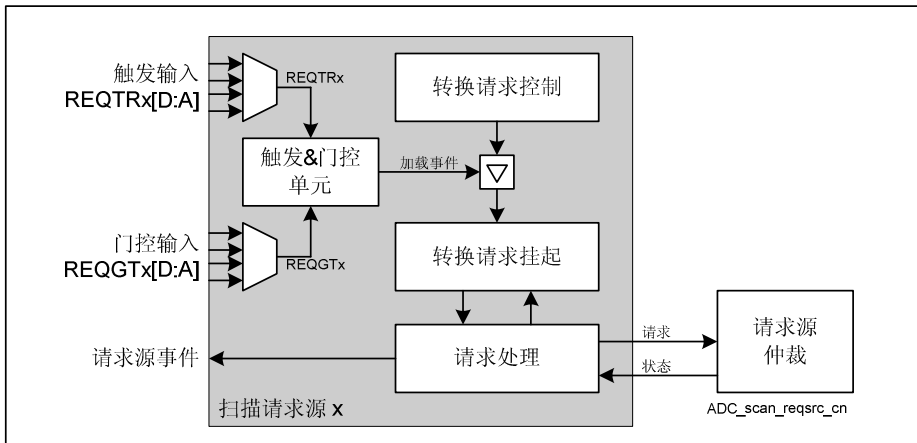 触发输入
REQTRx[D:A]
REQTRx
转换请求控制
触发&门控
单元
加载事件
门控输入
REQGTx[D:A]
REQGTx
转换请求挂起
请求源事件
请求处理
请求
状态
请求源
仲裁
扫描请求源 x
ADC_scan_reqsrc_cn